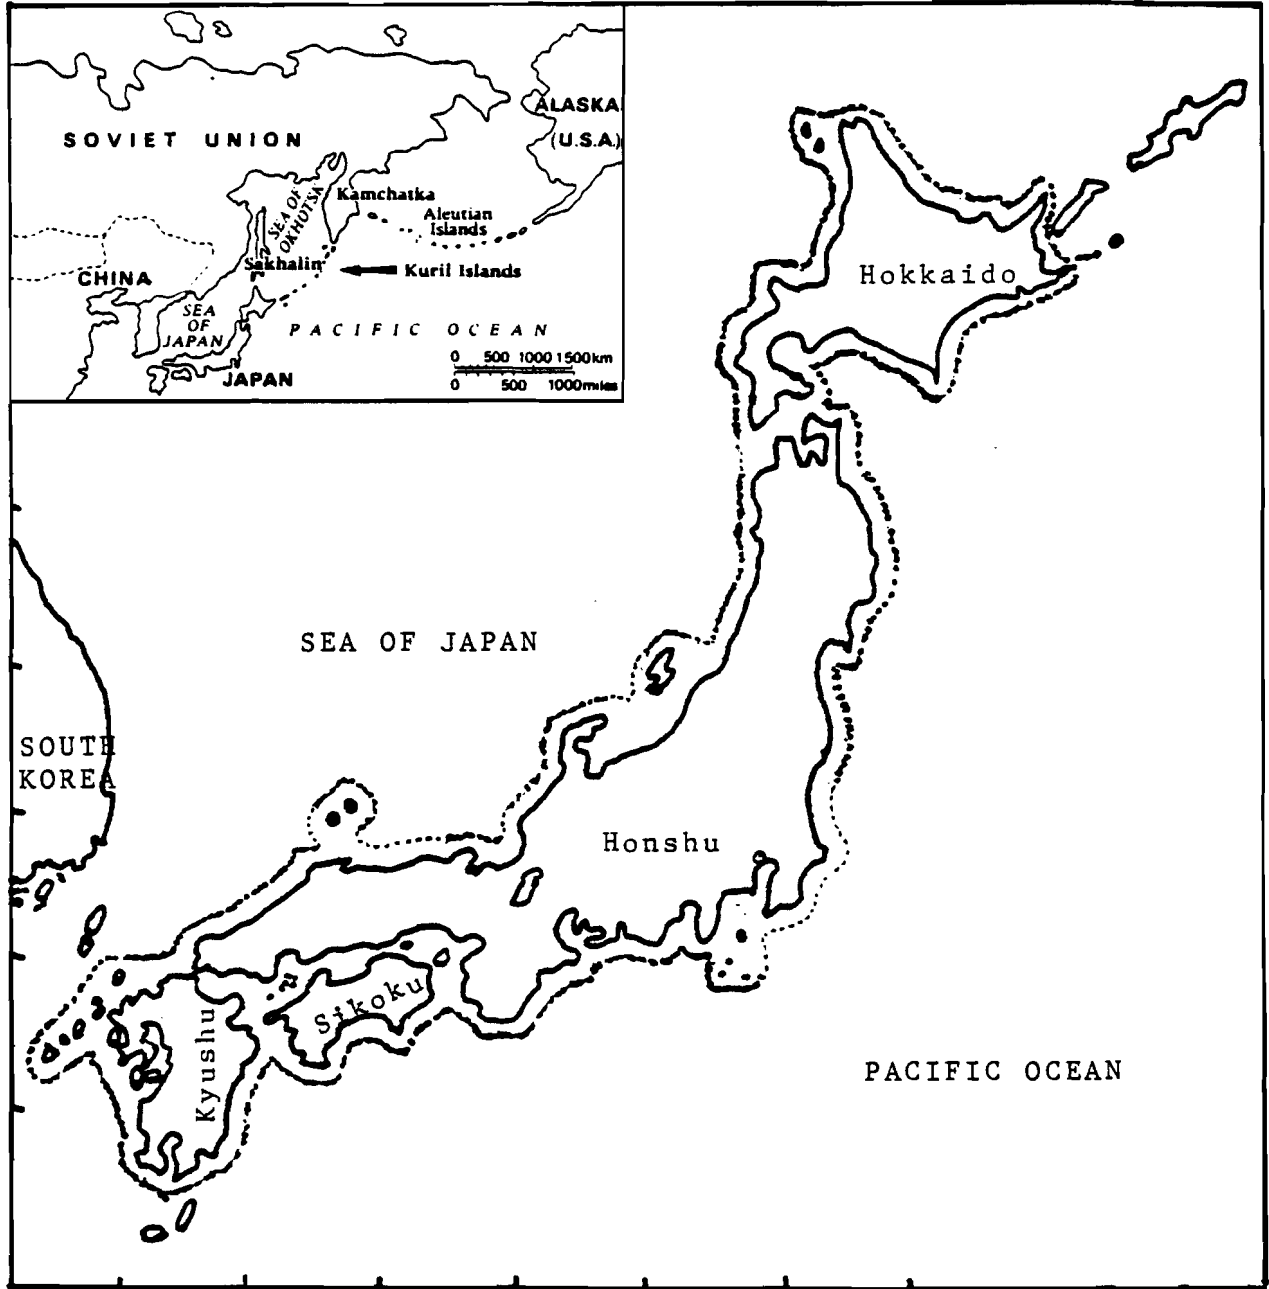 ALASKA
(U.S.A.)
SOVIET UNION
SEA OF
OKHOTSK
Kamchatka
Aleutian
Islands
Sakhalin
Kuril Islands
CHINA
SEA
OF
JAPAN
PACIFIC OCEAN
0 500 1000 1500km
0 500 1000miles
JAPAN
Hokkaido
SEA OF JAPAN
SOUTH
KOREA
Honshu
Sikoku
Kyushu
PACIFIC OCEAN